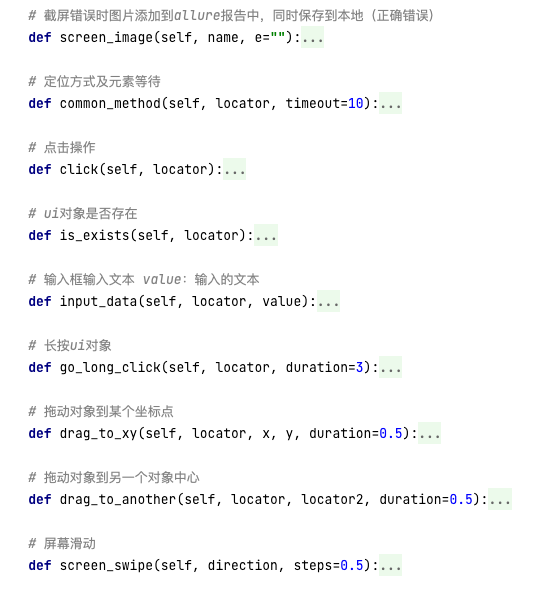 # 截屏错误时图片添加到allure报告中，同时保存到本地（正确错误）
def screen_image(self, name, e=""):...
# 定位方式及元素等待
def common_method(self, locator, timeout=10):...
# 点击操作
def click(self, locator):...
# ui对象是否存在
def is_exists(self, locator):...
# 输入框输入文本 value：输入的文本
def input_data(self, locator, value):...
# 长按ui对象
def go_long_click(self, locator, duration=3):...
# 拖动对象到某个坐标点
def drag_to_xy(self, locator, x, y, duration=0.5):...
# 拖动对象到另一个对象中心
def drag_to_another(self, locator, locator2, duration=0.5):...
# 屏幕滑动
def screen_swipe(self, direction, steps=0.5):...